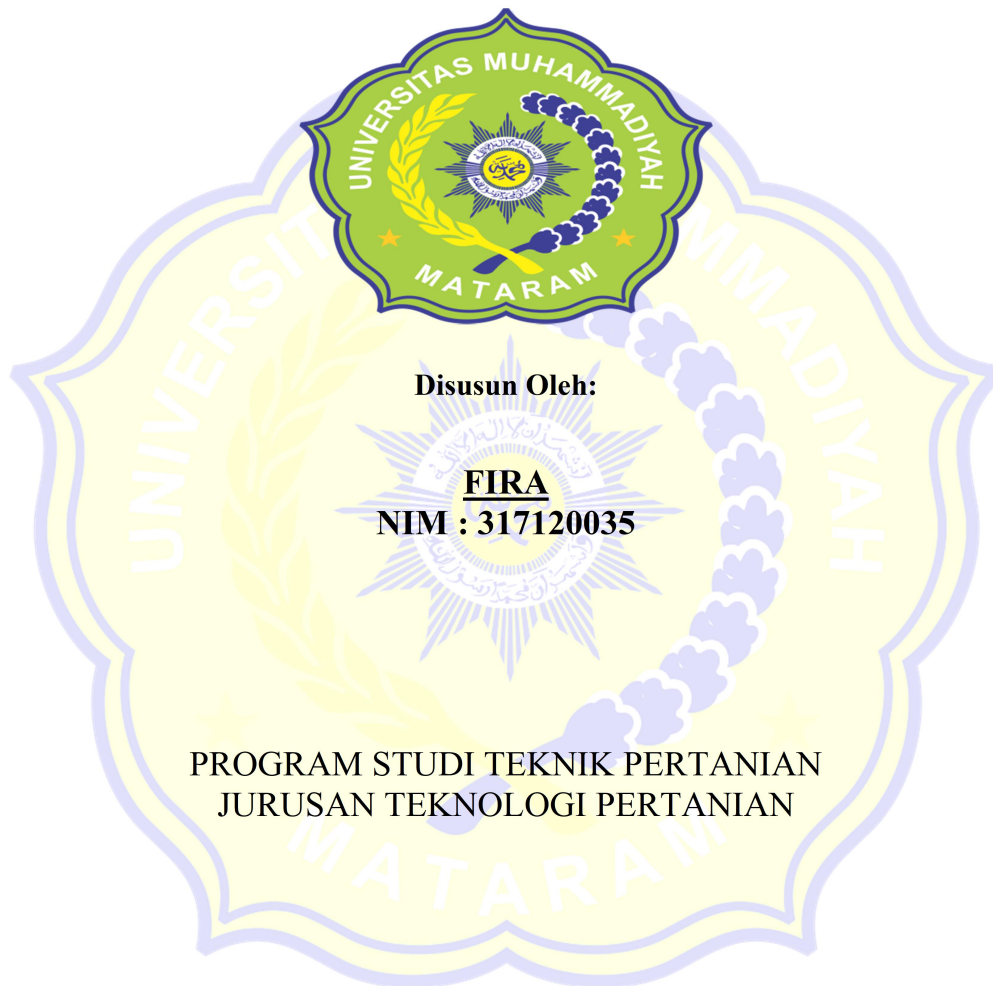 UNIVERSITAS MUHAMMADIYAH
MATARAM
Disusun Oleh:
FIRA
NIM : 317120035
PROGRAM STUDI TEKNIK PERTANIAN
JURUSAN TEKNOLOGI PERTANIAN